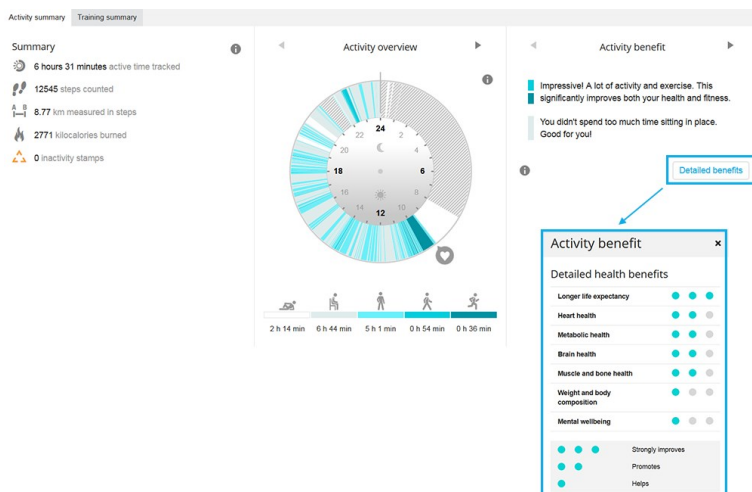 Activity summary
Training summary
Summary
6 hours 31 minutes active time tracked
12545 steps counted
A B
8.77 km measured in steps
2771 kilocalories burned
0 inactivity stamps
Activity overview
24
22
2
20
4
18
6
16
8
14
10
12
2 h 14 min
6 h 44 min
5 h 1 min
0 h 54 min
0 h 36 min
Activity benefit
Impressive! A lot of activity and exercise. This
significantly improves both your health and fitness.
You didn't spend too much time sitting in place.
Good for you!
Detailed benefits
Activity benefit
×
Detailed health benefits
Longer life expectancy
Heart health
Metabolic health
Brain health
Muscle and bone health
Weight and body
composition
Mental wellbeing
Strongly improves
Promotes
Helps